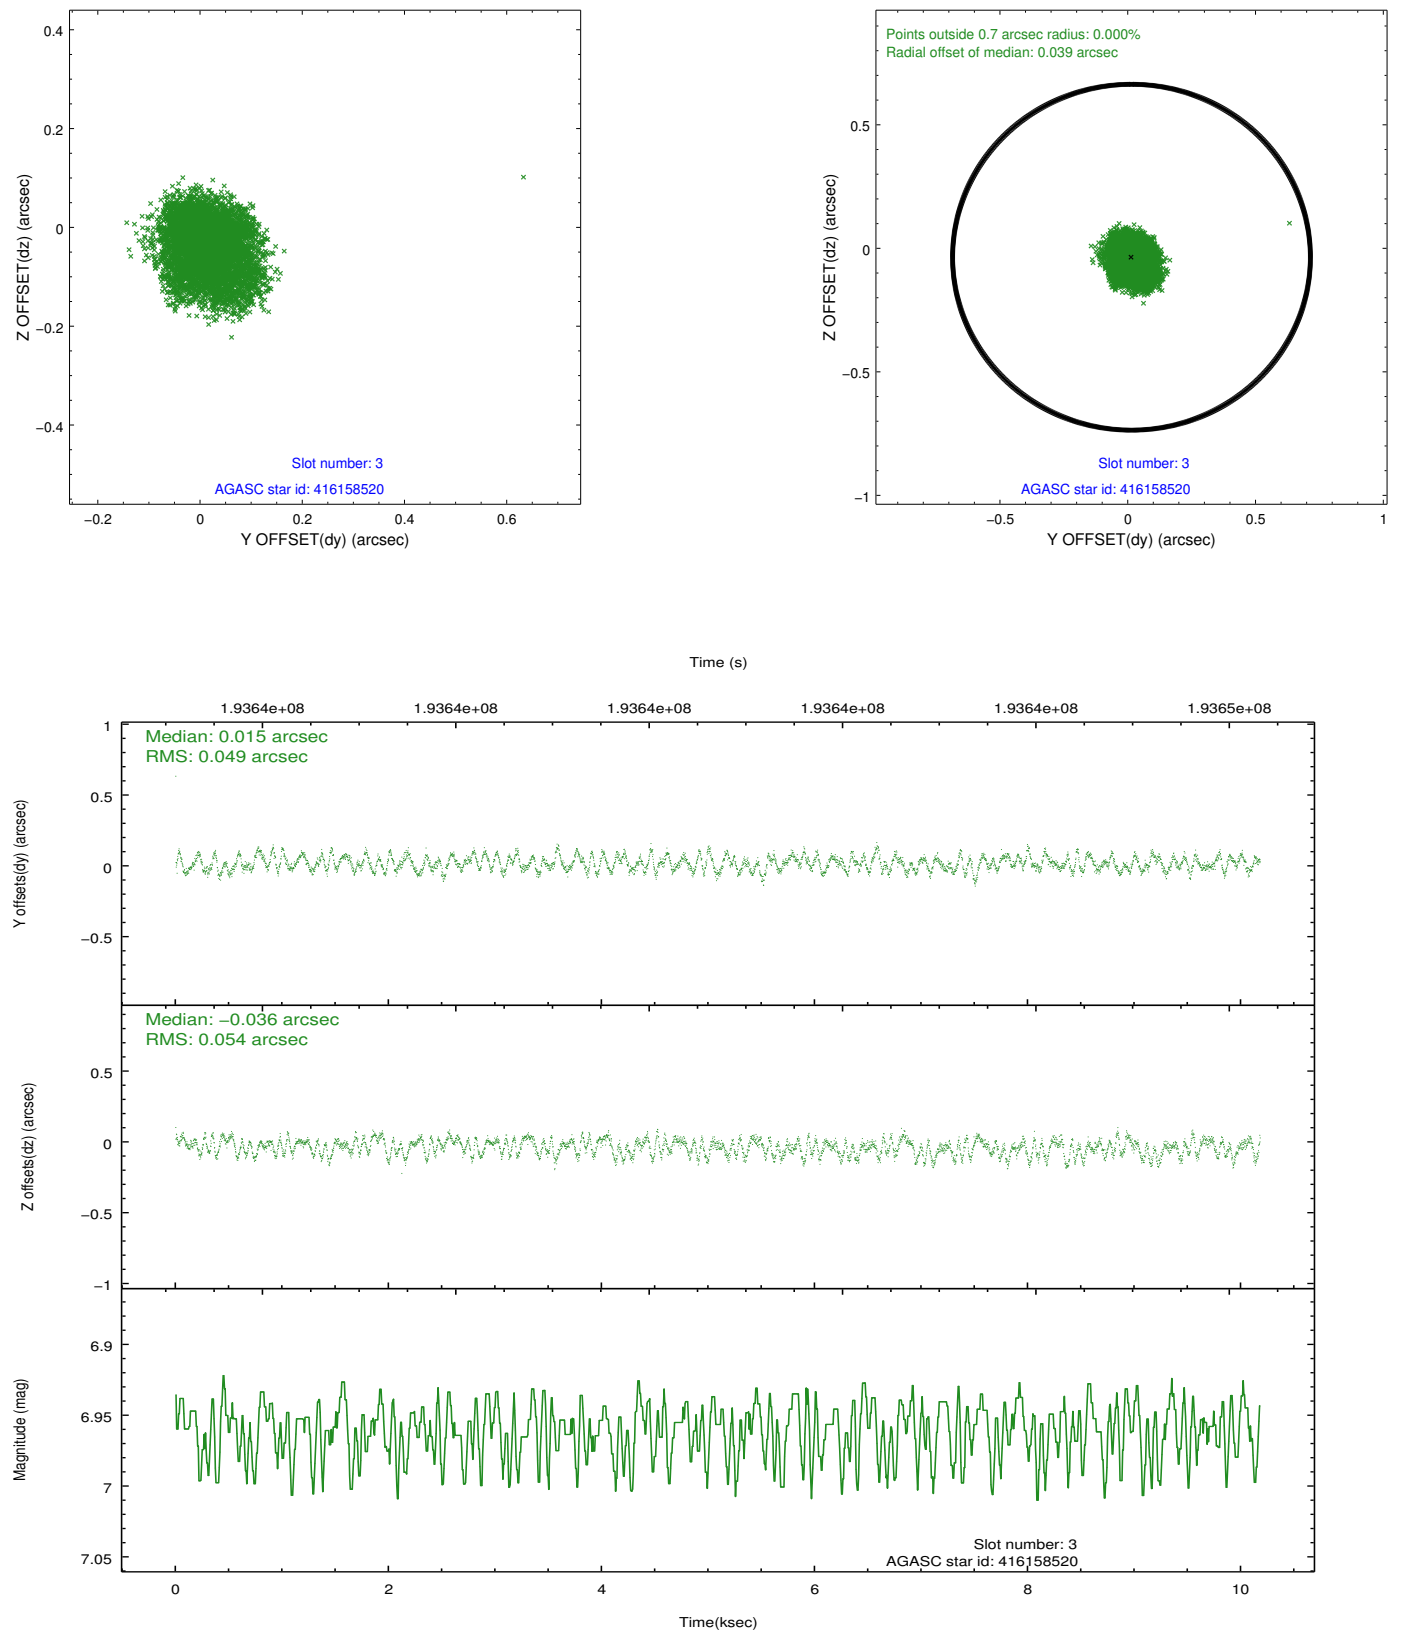 0.4
0.2
0
−0.2
−0.4
Z OFFSET(dz) (arcsec)
Slot number: 3
AGASC star id: 416158520
−0.2 0 0.2 0.4 0.6
Y OFFSET(dy) (arcsec)
Points outside 0.7 arcsec radius: 0.000%
Radial offset of median: 0.039 arcsec
0.5
0
−0.5
−1
Z OFFSET(dz) (arcsec)
Slot number: 3
AGASC star id: 416158520
−0.5 0 0.5 1
Y OFFSET(dy) (arcsec)
Time (s)
1.9364e+08 1.9364e+08 1.9364e+08 1.9364e+08 1.9364e+08 1.9365e+08
Median: 0.015 arcsec
RMS: 0.049 arcsec
1
0.5
0
−0.5
Y offsets(dy) (arcsec)
Median: −0.036 arcsec
RMS: 0.054 arcsec
0.5
0
−0.5
−1
Z offsets(dz) (arcsec)
6.9
6.95
7
7.05
Magnitude (mag)
Slot number: 3
AGASC star id: 416158520
0 2 4 6 8 10
Time(ksec)